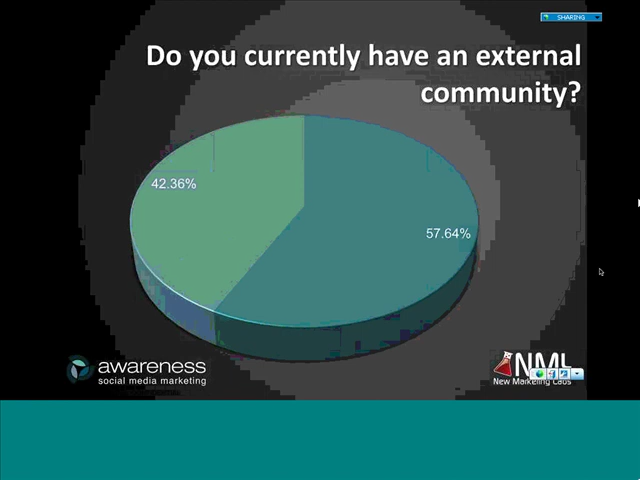 SHARING
Do you currently have an external
community?
42.36%
57.64%
awareness
social media marketing
NML
New Marketing Labs